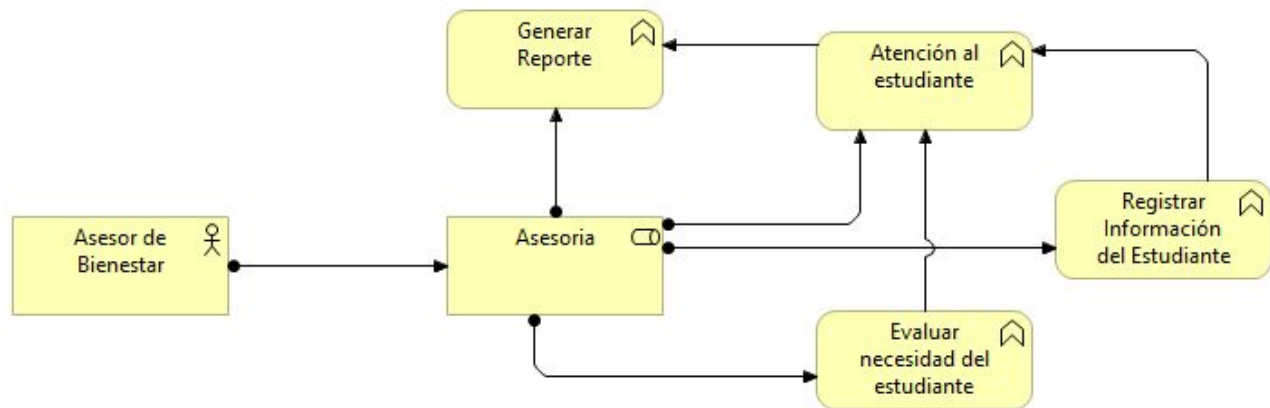 Generar
Reporte
Atención al
estudiante
Registrar
Información
del Estudiante
Asesor de
Bienestar
Asesoria
Evaluar
necesidad del
estudiante